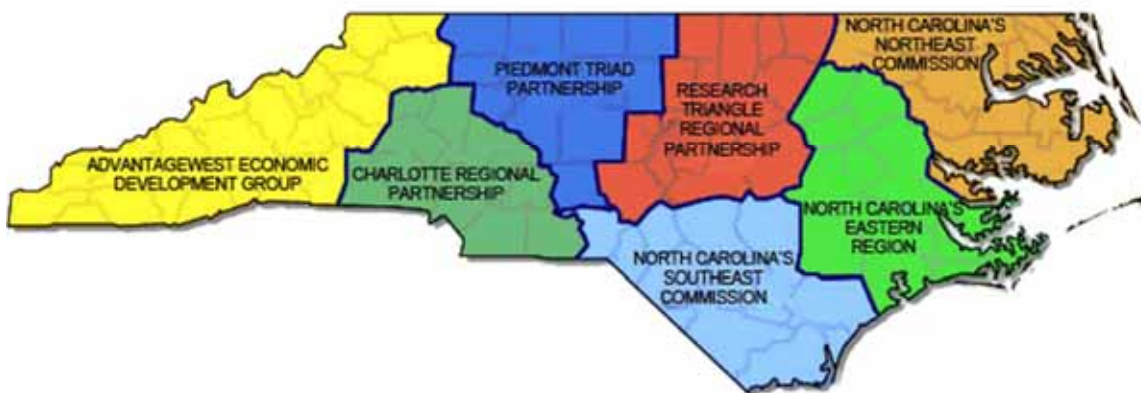 NORTH CAROLINA'S
NORTHEAST
COMMISSION
PIEDMONT TRIAD
PARTNERSHIP
RESEARCH
TRIANGLE
REGIONAL
PARTNERSHIP
ADVANTAGEWEST ECONOMIC
DEVELOPMENT GROUP
CHARLOTTE REGIONAL
PARTNERSHIP
NORTH CAROLINA'S
EASTERN
REGION
NORTH CAROLINA'S
SOUTHEAST
COMMISSION